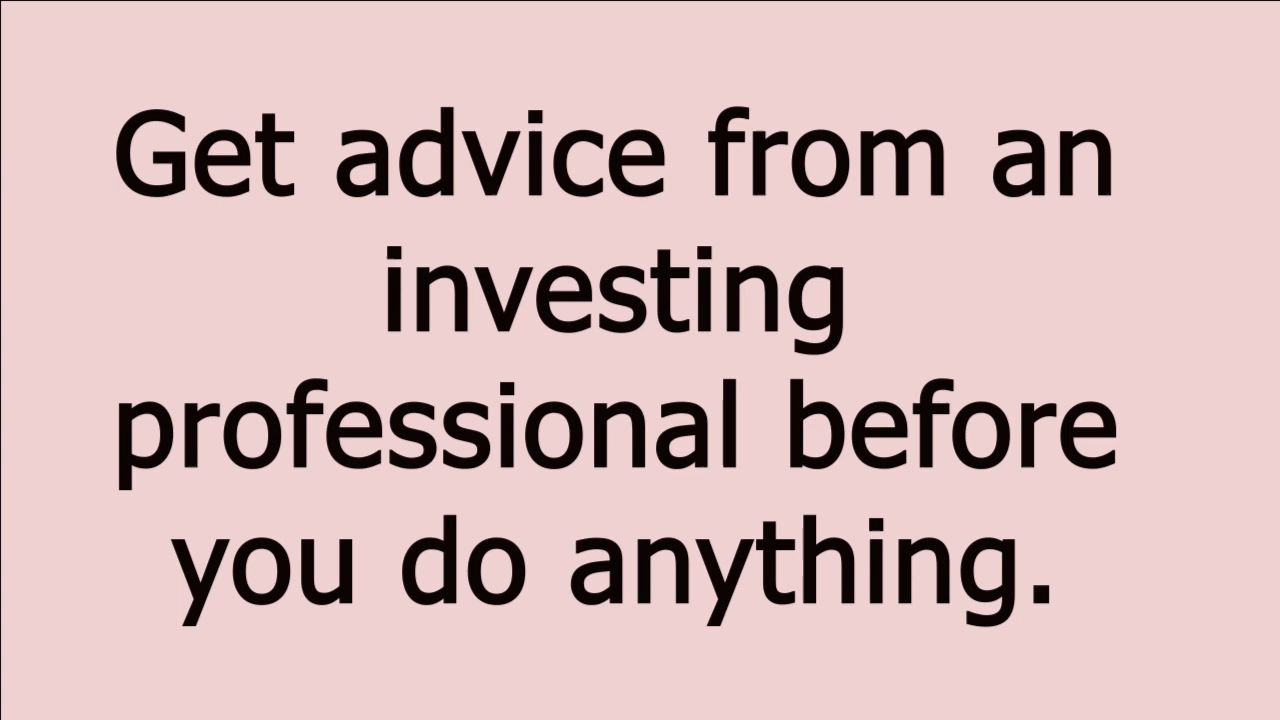 Get advice from an
investing
professional before
you do anything.